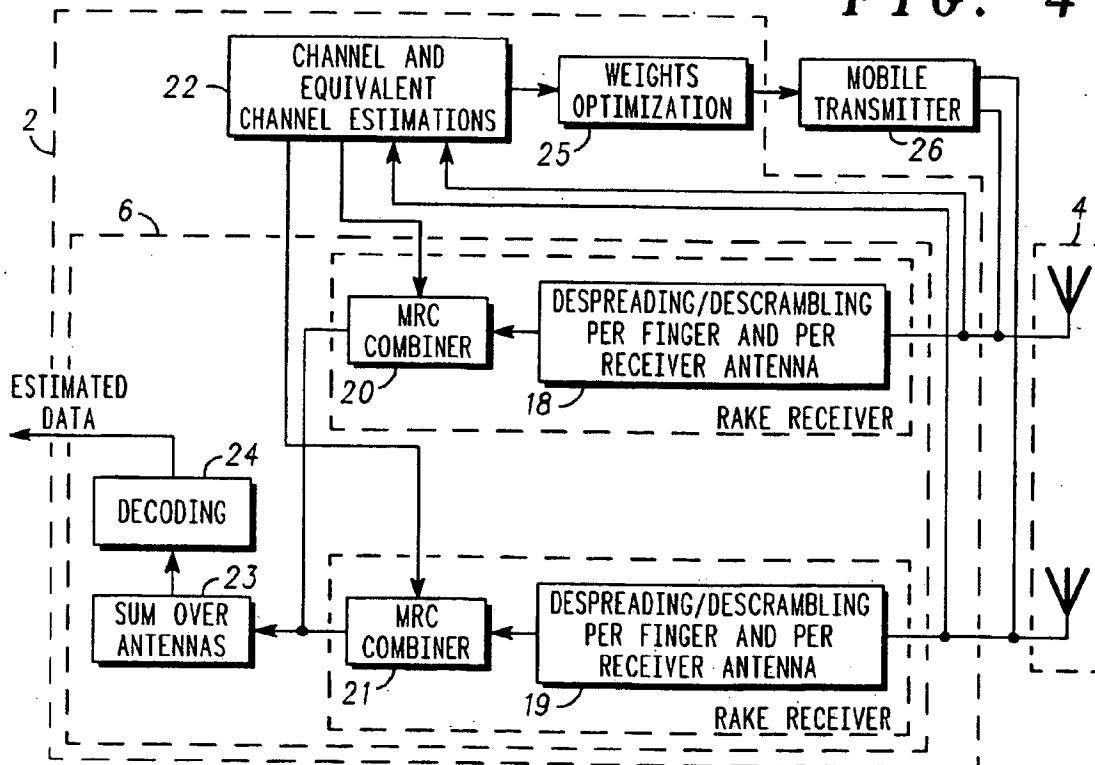 FIG. 4
CHANNEL AND
EQUIVALENT
CHANNEL ESTIMATIONS
22
WEIGHTS
OPTIMIZATION
25
MOBILE
TRANSMITTER
26
2
6
4
MRC
COMBINER
20
DESPREADING/DESCRAMBLING
PER FINGER AND PER
RECEIVER ANTENNA
18
RAKE RECEIVER
ESTIMATED
DATA
24
DECODING
23
SUM OVER
ANTENNAS
MRC
COMBINER
21
DESPREADING/DESCRAMBLING
PER FINGER AND PER
RECEIVER ANTENNA
19
RAKE RECEIVER